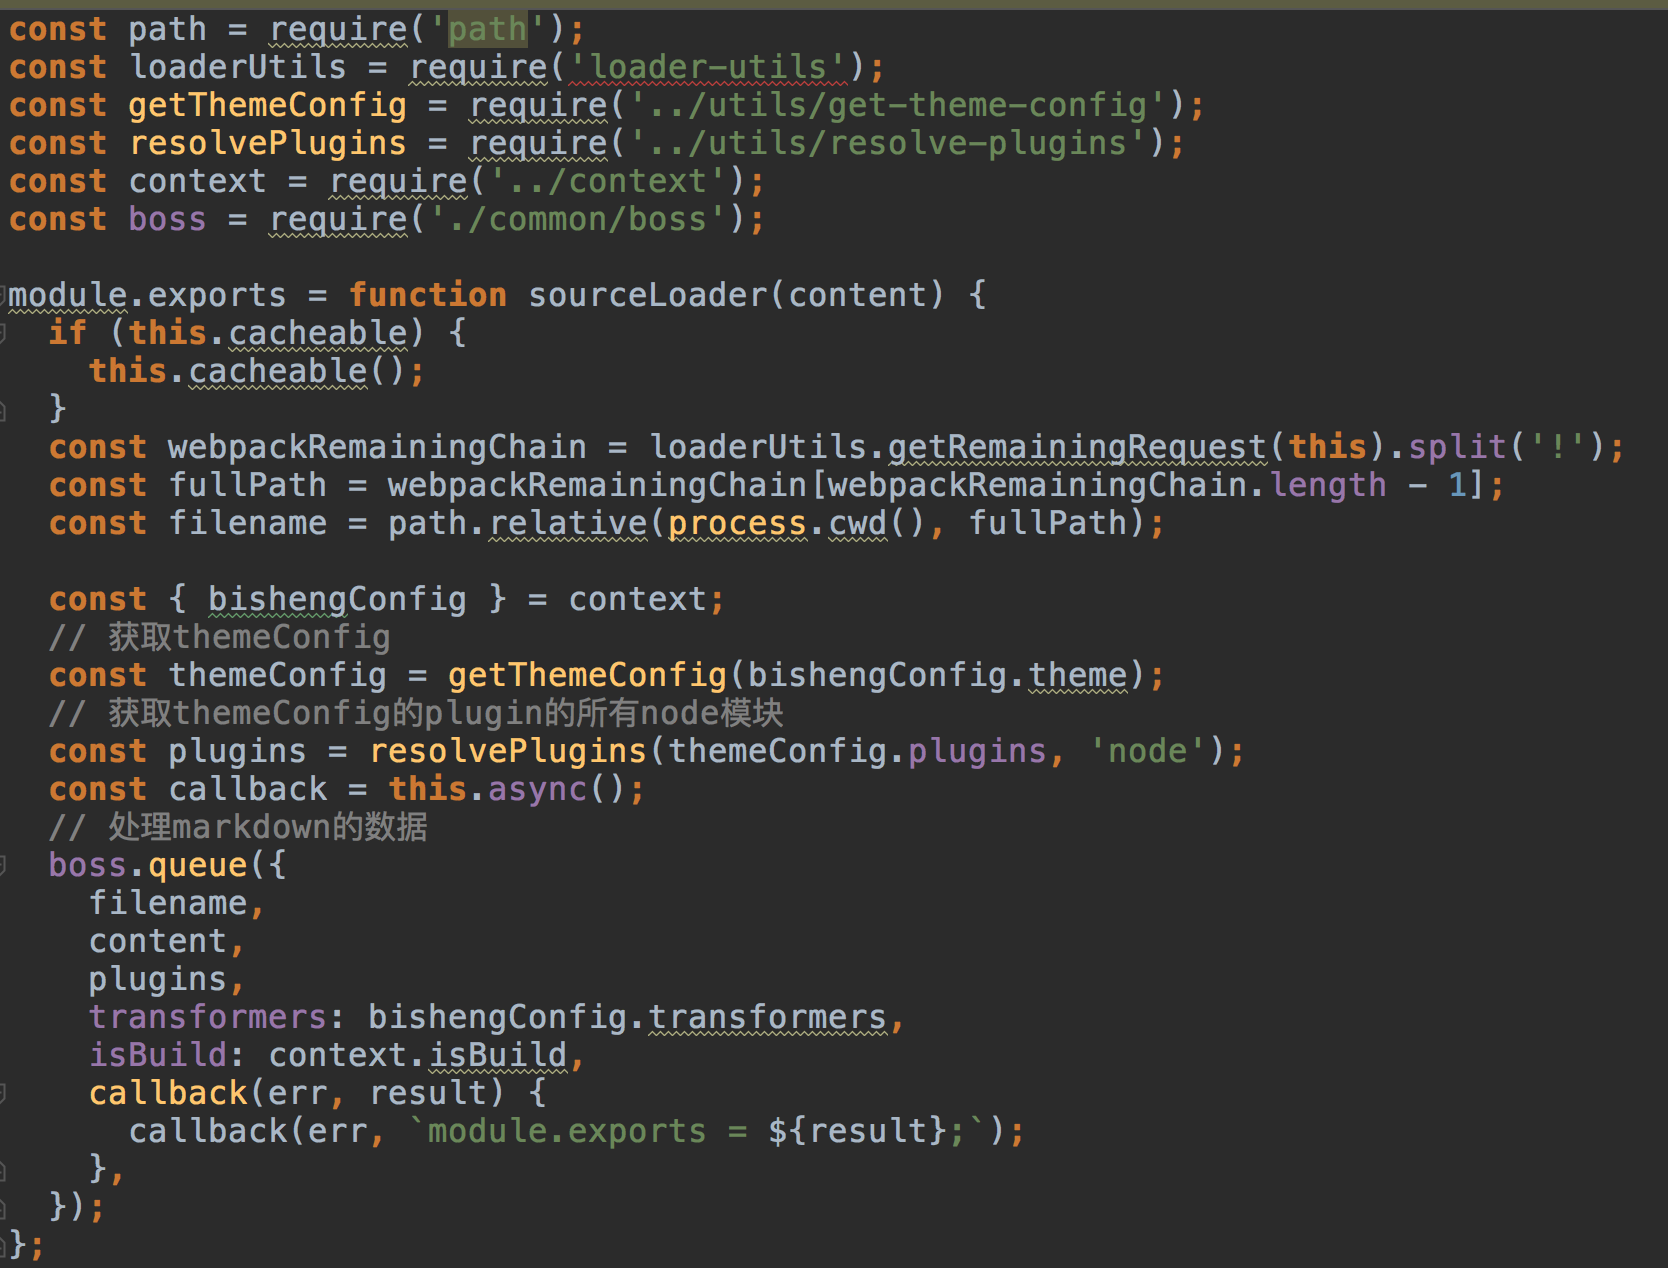 const path = require('path');
const loaderUtils = require('loader-utils');
const getThemeConfig = require('../utils/get-theme-config');
const resolvePlugins = require('../utils/resolve-plugins');
const context = require('../context');
const boss = require('./common/boss');
module.exports = function sourceLoader(content) {
  if (this.cacheable) {
    this.cacheable();
  }
  const webpackRemainingChain = loaderUtils.getRemainingRequest(this).split('!');
  const fullPath = webpackRemainingChain[webpackRemainingChain.length - 1];
  const filename = path.relative(process.cwd(), fullPath);
  const { bishengConfig } = context;
  // 获取themeConfig
  const themeConfig = getThemeConfig(bishengConfig.theme);
  // 获取themeConfig的plugin的所有node模块
  const plugins = resolvePlugins(themeConfig.plugins, 'node');
  const callback = this.async();
  // 处理markdown的数据
  boss.queue({
    filename,
    content,
    plugins,
    transformers: bishengConfig.transformers,
    isBuild: context.isBuild,
    callback(err, result) {
      callback(err, `module.exports = ${result};`);
    },
  });
};